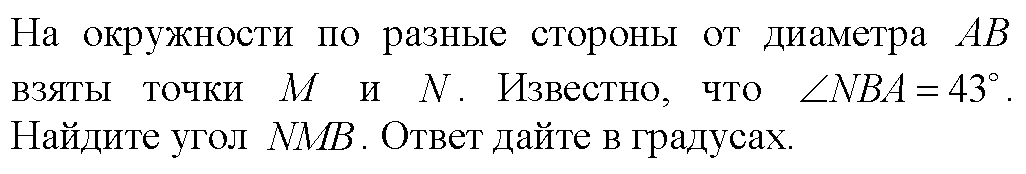 На окружности по разные стороны от диаметра AB
взяты точки M и N. Известно, что ∠NBA = 43°.
Найдите угол NMB. Ответ дайте в градусах.